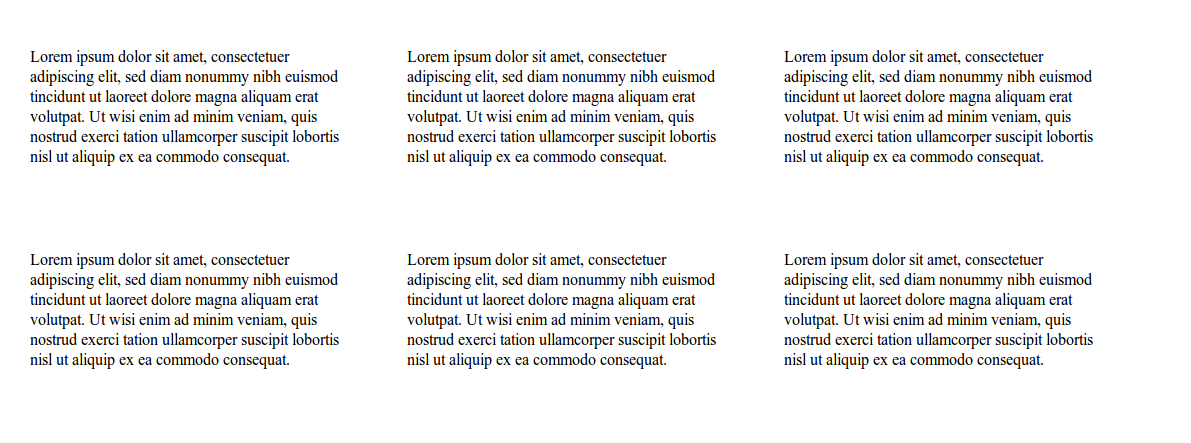 Lorem ipsum dolor sit amet, consectetuer
adipiscing elit, sed diam nonummy nibh euismod
tincidunt ut laoreet dolore magna aliquam erat
volutpat. Ut wisi enim ad minim veniam, quis
nostrud exerci tation ullamcorper suscipit lobortis
nisl ut aliquip ex ea commodo consequat.
Lorem ipsum dolor sit amet, consectetuer
adipiscing elit, sed diam nonummy nibh euismod
tincidunt ut laoreet dolore magna aliquam erat
volutpat. Ut wisi enim ad minim veniam, quis
nostrud exerci tation ullamcorper suscipit lobortis
nisl ut aliquip ex ea commodo consequat.
Lorem ipsum dolor sit amet, consectetuer
adipiscing elit, sed diam nonummy nibh euismod
tincidunt ut laoreet dolore magna aliquam erat
volutpat. Ut wisi enim ad minim veniam, quis
nostrud exerci tation ullamcorper suscipit lobortis
nisl ut aliquip ex ea commodo consequat.
Lorem ipsum dolor sit amet, consectetuer
adipiscing elit, sed diam nonummy nibh euismod
tincidunt ut laoreet dolore magna aliquam erat
volutpat. Ut wisi enim ad minim veniam, quis
nostrud exerci tation ullamcorper suscipit lobortis
nisl ut aliquip ex ea commodo consequat.
Lorem ipsum dolor sit amet, consectetuer
adipiscing elit, sed diam nonummy nibh euismod
tincidunt ut laoreet dolore magna aliquam erat
volutpat. Ut wisi enim ad minim veniam, quis
nostrud exerci tation ullamcorper suscipit lobortis
nisl ut aliquip ex ea commodo consequat.
Lorem ipsum dolor sit amet, consectetuer
adipiscing elit, sed diam nonummy nibh euismod
tincidunt ut laoreet dolore magna aliquam erat
volutpat. Ut wisi enim ad minim veniam, quis
nostrud exerci tation ullamcorper suscipit lobortis
nisl ut aliquip ex ea commodo consequat.